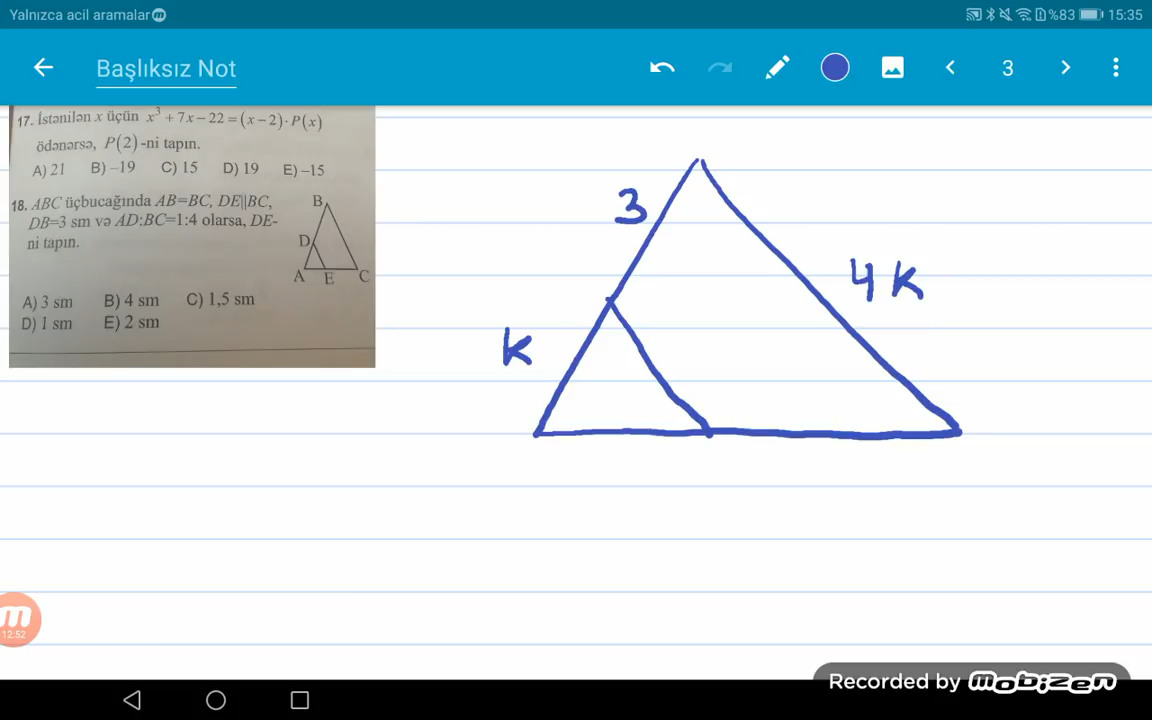 Yalnızca acil aramalar
%83
15:35
Başlıksız Not
3
17. İstənilən x üçün x³ + 7x – 22 = (x – 2) · P(x)
ödənərsə, P(2) -ni tapın.
A) 21 B) –19 C) 15 D) 19 E) –15
18. ABC üçbucağında AB=BC, DE||BC,
DB=3 sm və AD:BC=1:4 olarsa, DE-
ni tapın.
B
D
A E C
A) 3 sm B) 4 sm C) 1,5 sm
D) 1 sm E) 2 sm
3
4K
K
12:52
Recorded by mobizen